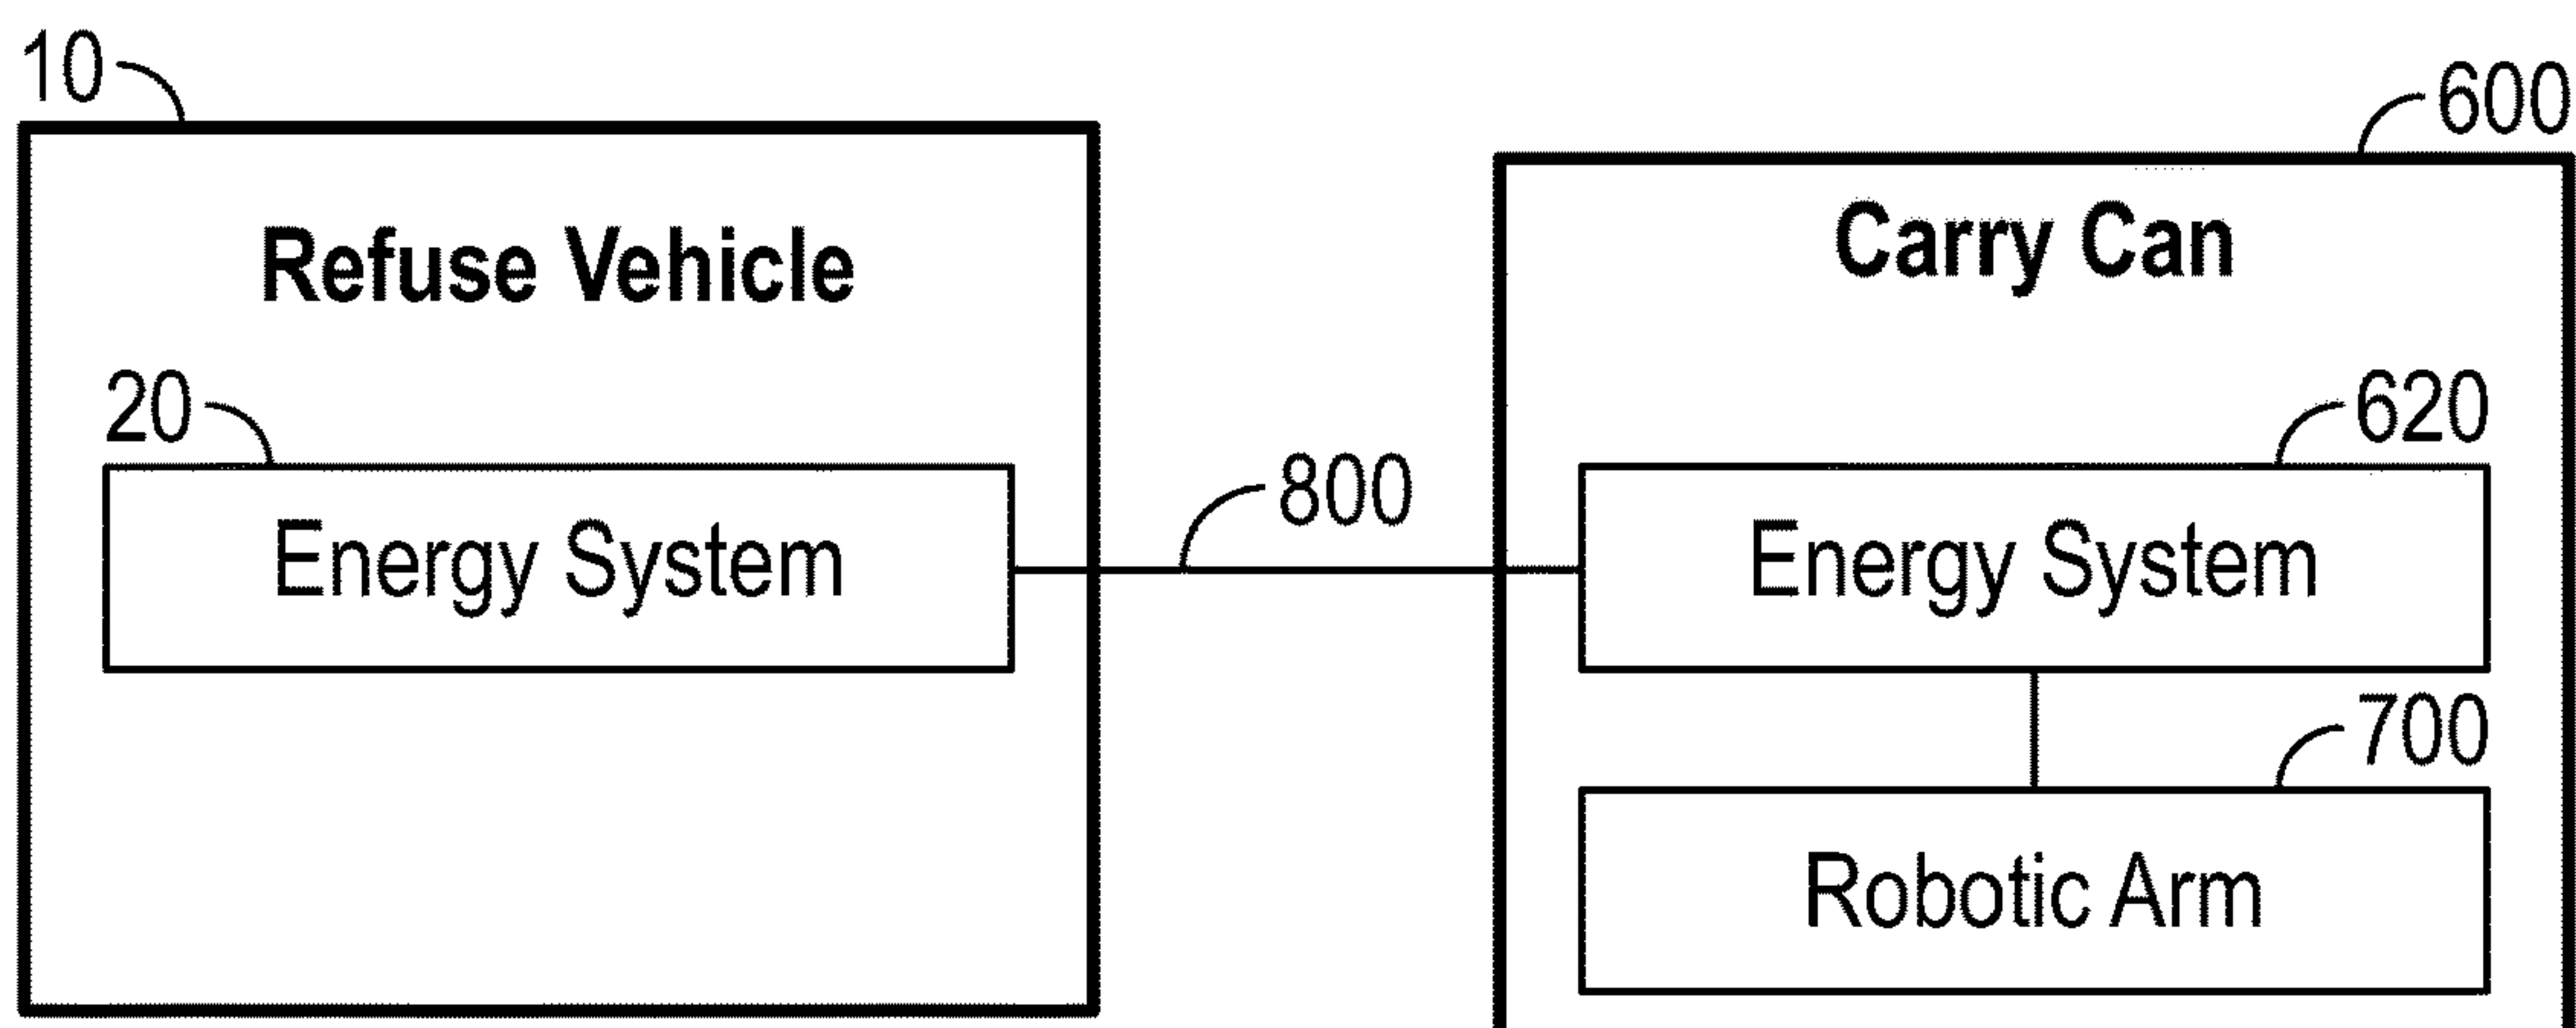 10
600
Refuse Vehicle
Carry Can
20
620
800
Energy System
Energy System
700
Robotic Arm